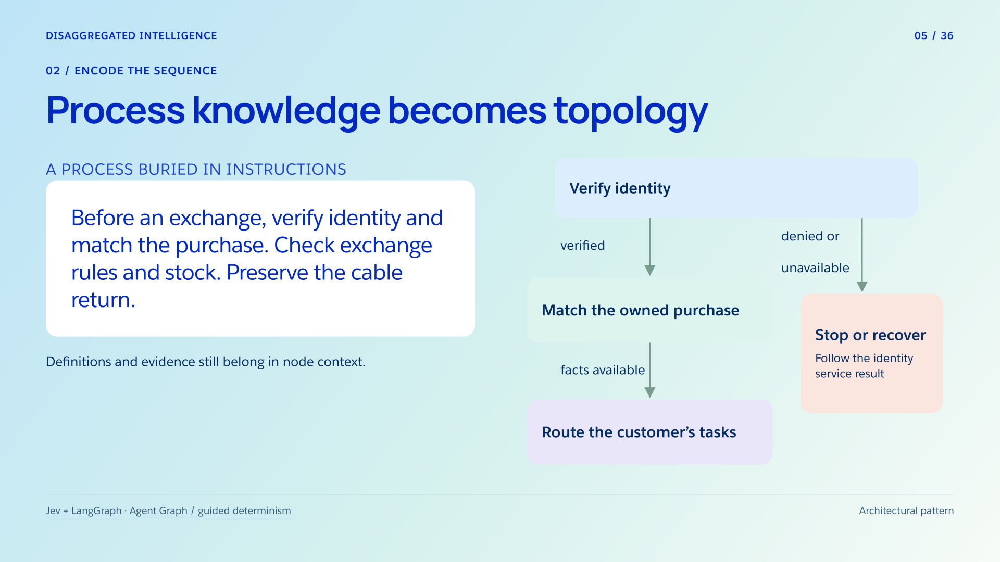 DISAGGREGATED INTELLIGENCE
05 / 36
02 / ENCODE THE SEQUENCE
Process knowledge becomes topology
A PROCESS BURIED IN INSTRUCTIONS
Before an exchange, verify identity and
match the purchase. Check exchange
rules and stock. Preserve the cable
return.
Definitions and evidence still belong in node context.
Verify identity
verified
denied or
unavailable
Match the owned purchase
Stop or recover
Follow the identity
service result
facts available
Route the customer’s tasks
Jev + LangGraph · Agent Graph / guided determinism
Architectural pattern